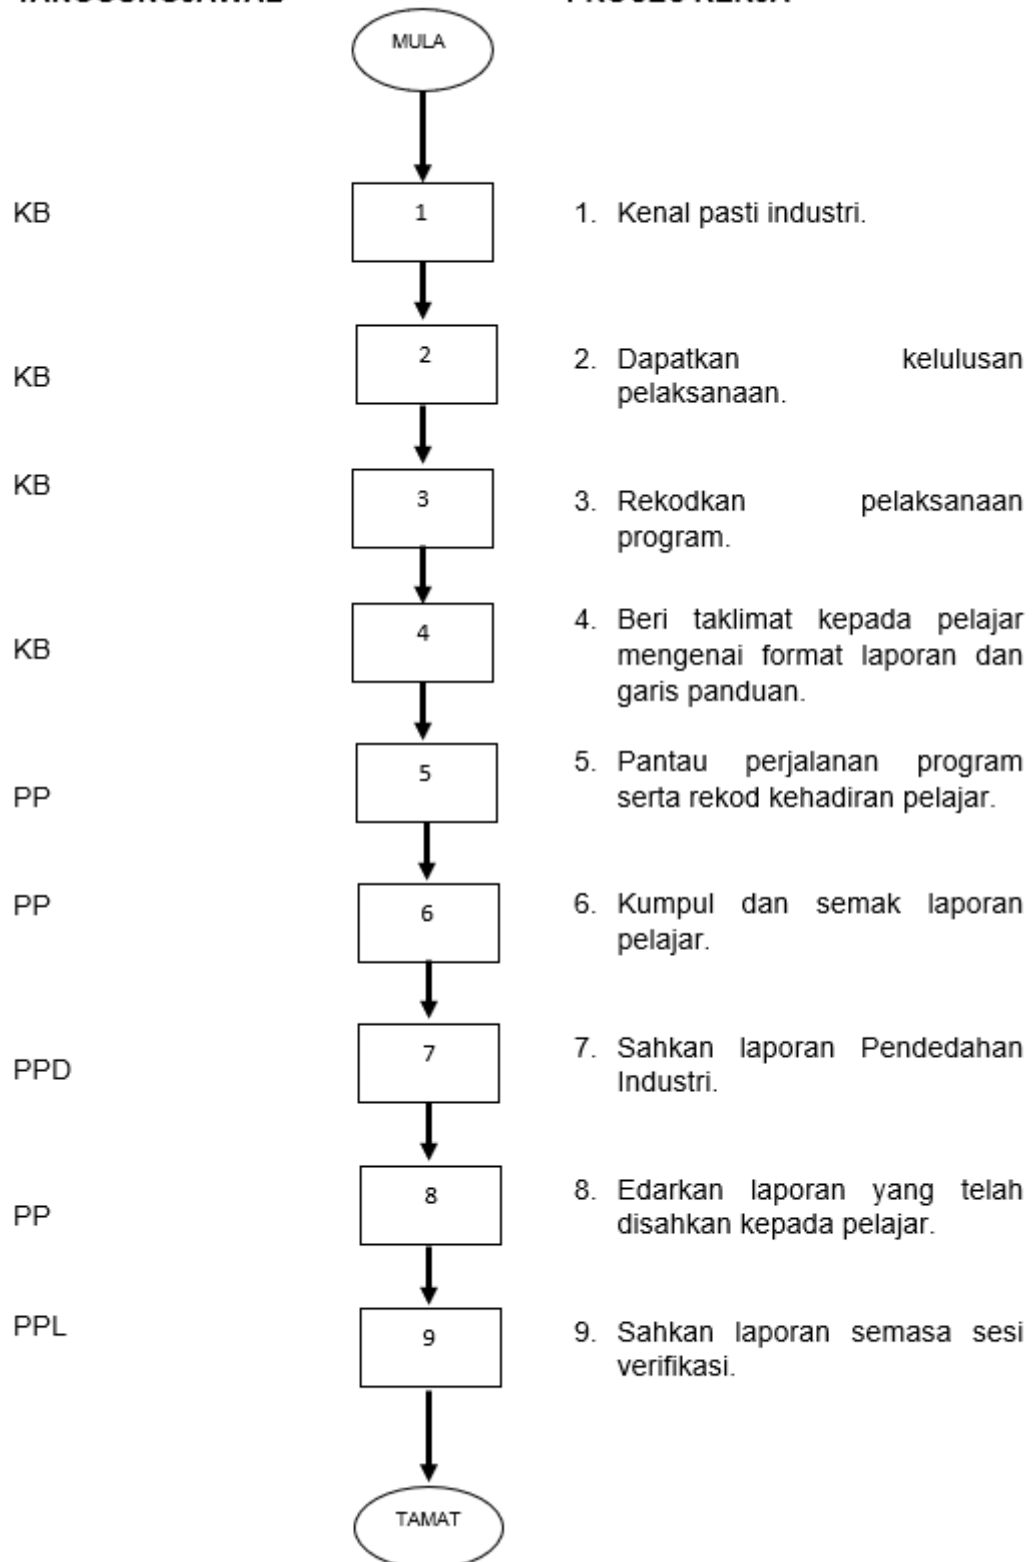 TANGGUNGJAWAB PROSES KERJA
MULA
KB 1 1. Kenal pasti industri.
KB 2 2. Dapatkan kelulusan
pelaksanaan.
KB 3 3. Rekodkan pelaksanaan
program.
KB 4 4. Beri taklimat kepada pelajar
mengenai format laporan dan
garis panduan.
PP 5 5. Pantau perjalanan program
serta rekod kehadiran pelajar.
PP 6 6. Kumpul dan semak laporan
pelajar.
PPD 7 7. Sahkan laporan Pendedahan
Industri.
PP 8 8. Edarkan laporan yang telah
disahkan kepada pelajar.
PPL 9 9. Sahkan laporan semasa sesi
verifikasi.
TAMAT